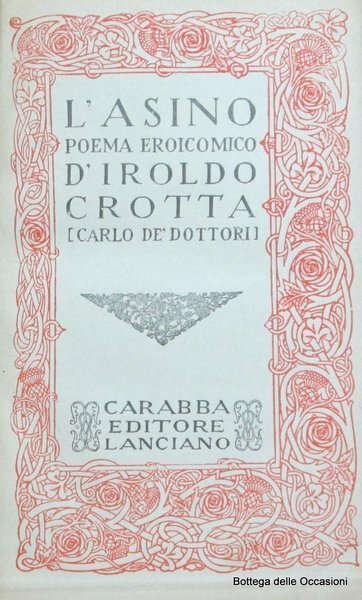 L'ASINO
POEMA EROICOMICO
D'IROLDO
CROTTA
[CARLO DE' DOTTORI]
CARABBA
EDITORE
LANCIANO
Bottega delle Occasioni